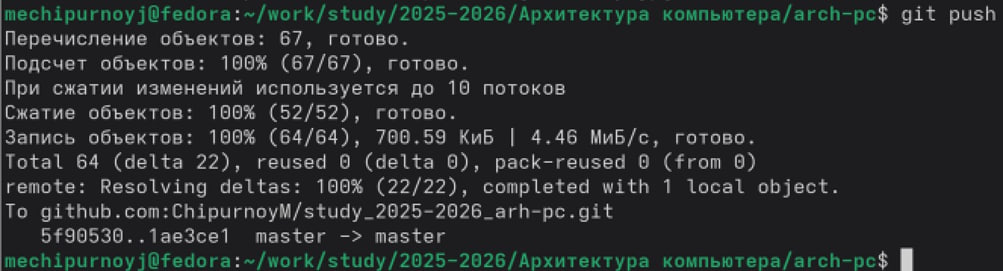 mechipurnoyj@fedora:~/work/study/2025-2026/Архитектура компьютера/arch-pc$ git push
Перечисление объектов: 67, готово.
Подсчет объектов: 100% (67/67), готово.
При сжатии изменений используется до 10 потоков
Сжатие объектов: 100% (52/52), готово.
Запись объектов: 100% (64/64), 700.59 КиБ | 4.46 МиБ/с, готово.
Total 64 (delta 22), reused 0 (delta 0), pack-reused 0 (from 0)
remote: Resolving deltas: 100% (22/22), completed with 1 local object.
To github.com:ChipurnoyM/study_2025-2026_arh-pc.git
   5f90530..1ae3ce1  master -> master
mechipurnoyj@fedora:~/work/study/2025-2026/Архитектура компьютера/arch-pc$